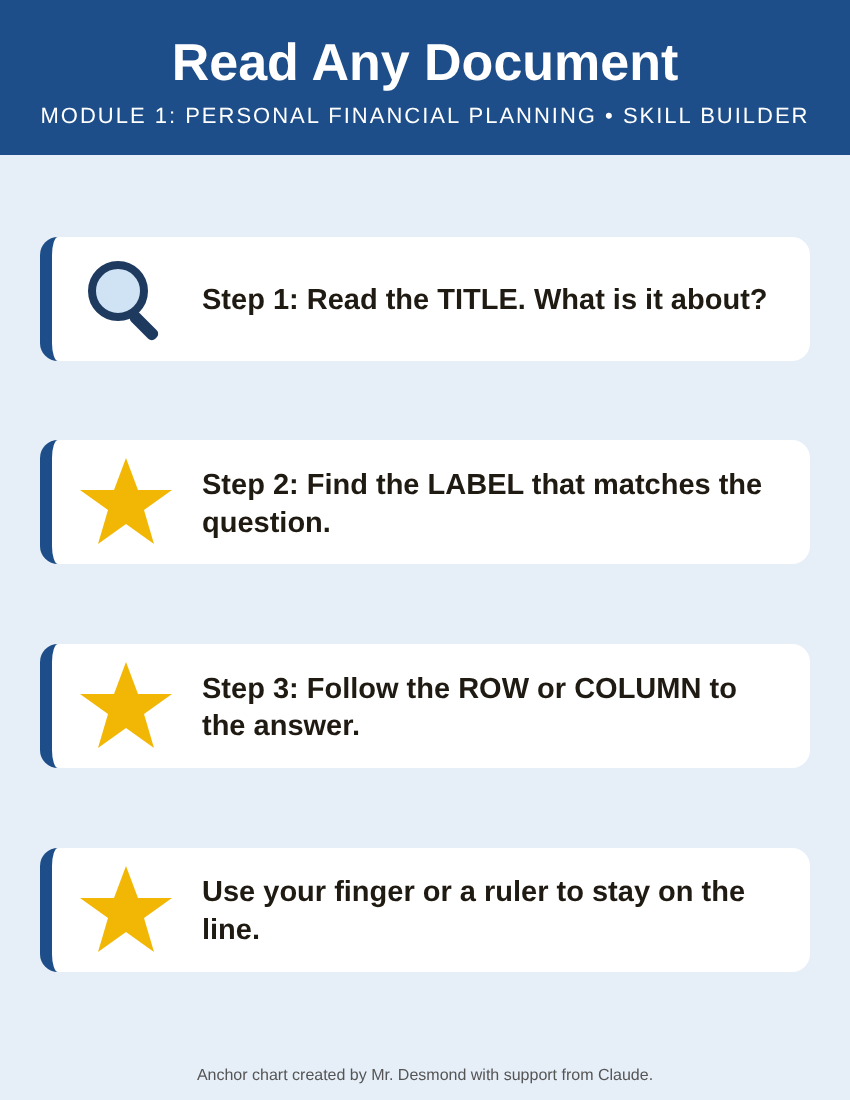 Read Any Document
MODULE 1: PERSONAL FINANCIAL PLANNING • SKILL BUILDER
Step 1: Read the TITLE. What is it about?
Step 2: Find the LABEL that matches the
question.
Step 3: Follow the ROW or COLUMN to
the answer.
Use your finger or a ruler to stay on the
line.
Anchor chart created by Mr. Desmond with support from Claude.